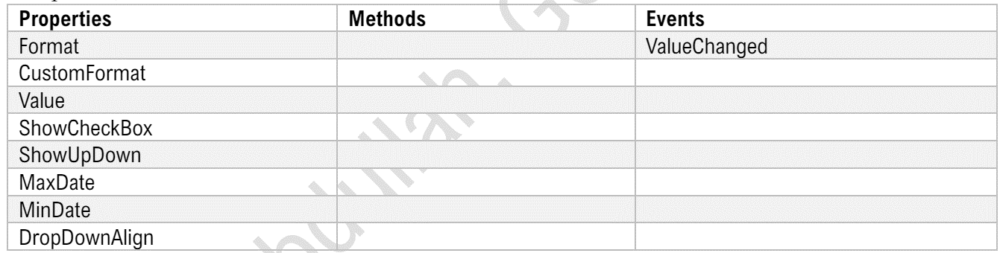 Properties Methods Events
Format ValueChanged
CustomFormat
Value
ShowCheckBox
ShowUpDown
MaxDate
MinDate
DropDownAlign